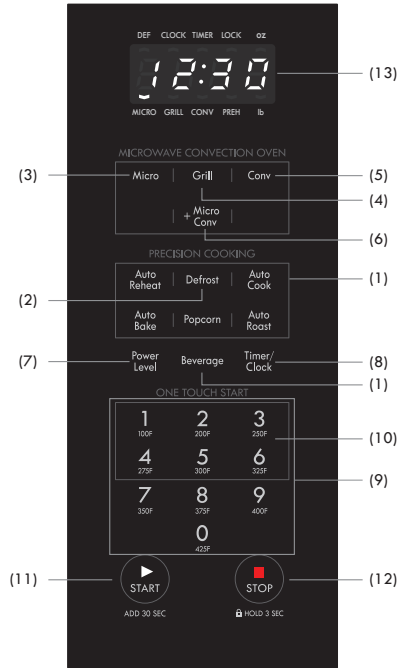 DEF CLOCK TIMER LOCK oz
12:30
(13)
MICRO GRILL CONV PREH lb
MICROWAVE CONVECTION OVEN
(3) Micro Grill Conv (5)
(4)
+ Micro
Conv
(6)
PRECISION COOKING
Auto
Reheat
Defrost
Auto
Cook
(1)
(2)
Auto
Bake
Popcorn
Auto
Roast
(7)
Power
Level
Beverage
Timer/
Clock
(8)
(1)
ONE TOUCH START
1 2 3
100F 200F 250F
(10)
4 5 6
275F 300F 325F
(9)
7 8 9
350F 375F 400F
0
425F
(11) START STOP (12)
ADD 30 SEC HOLD 3 SEC